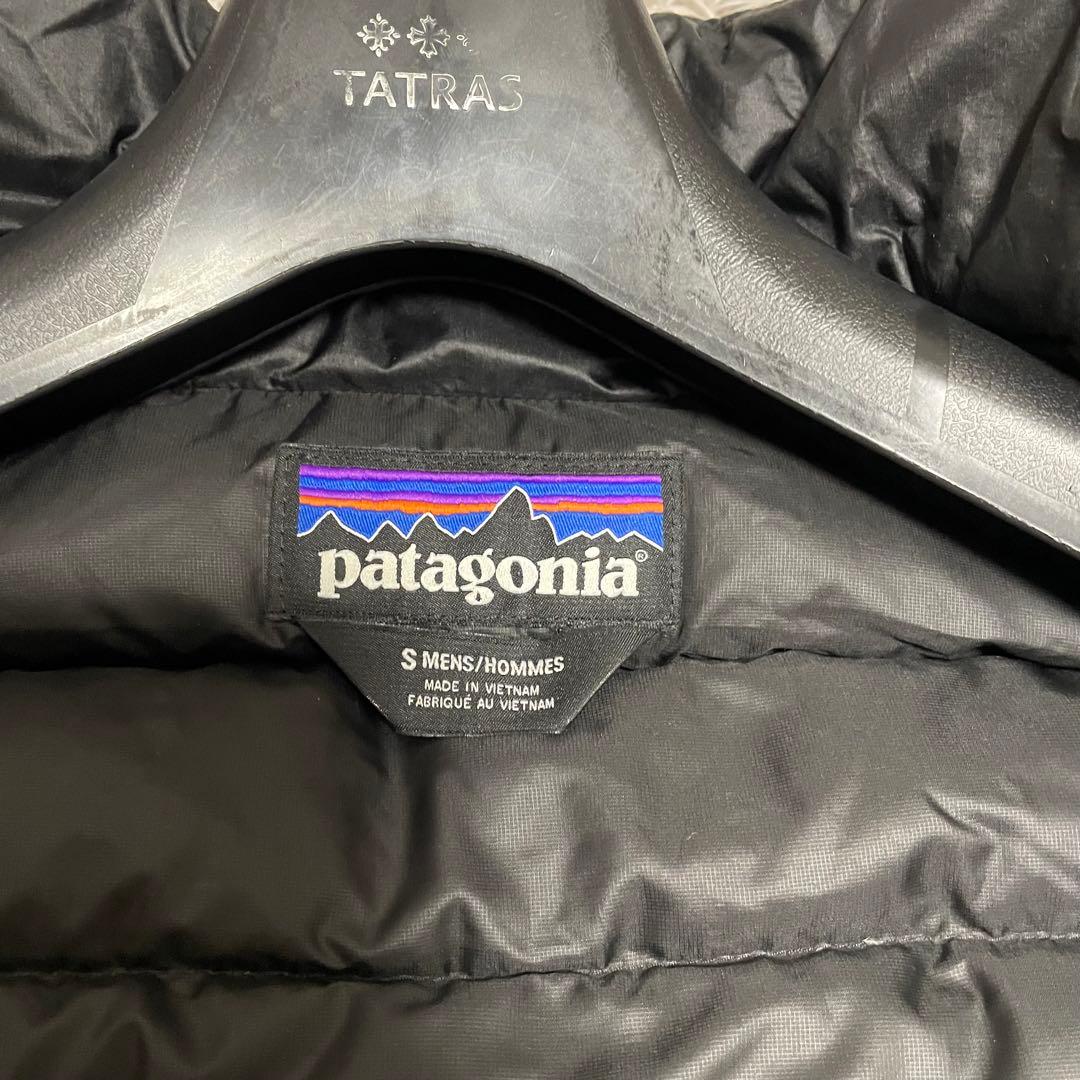 TATRAS
patagonia®
S MENS/HOMMES
MADE IN VIETNAM
FABRIQUÉ AU VIETNAM